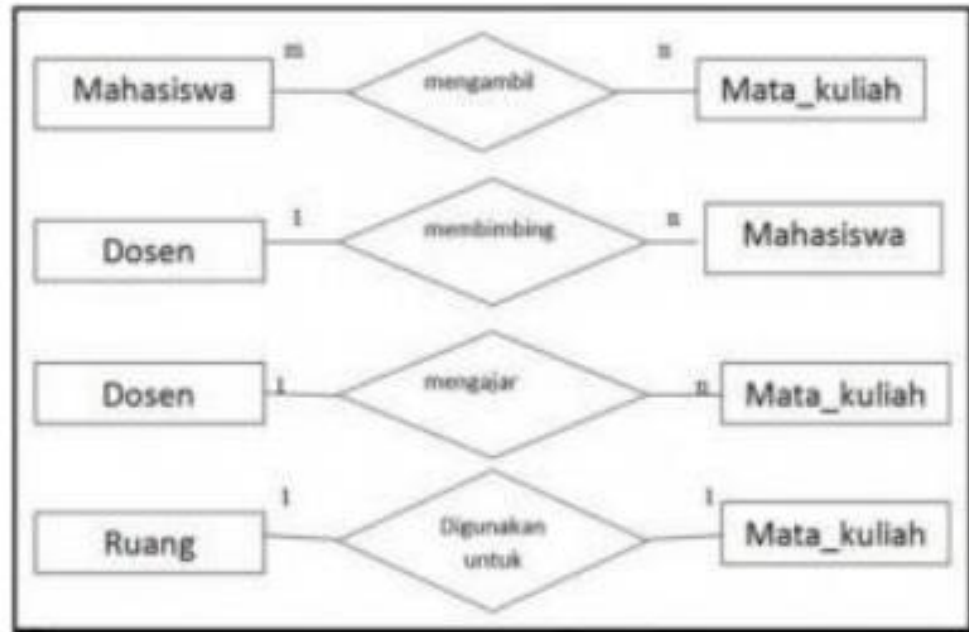 m n
Mahasiswa mengambil Mata_kuliah
1 n
Dosen membimbing Mahasiswa
Dosen 1 mengajar n Mata_kuliah
1 1
Ruang Digunakan untuk Mata_kuliah